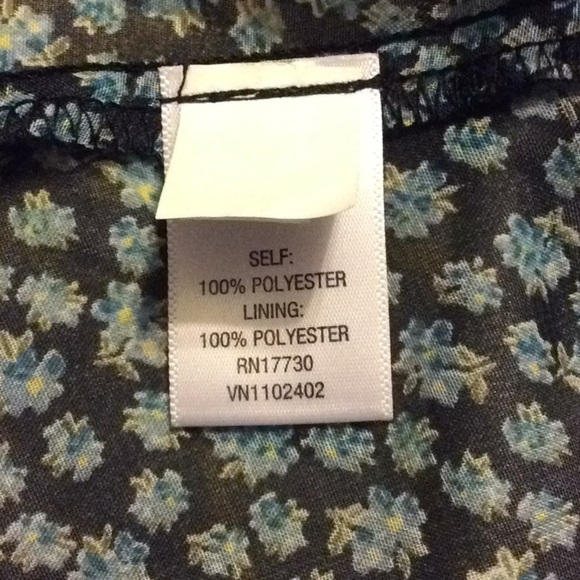 SELF:
100% POLYESTER
LINING:
100% POLYESTER
RN17730
VN1102402